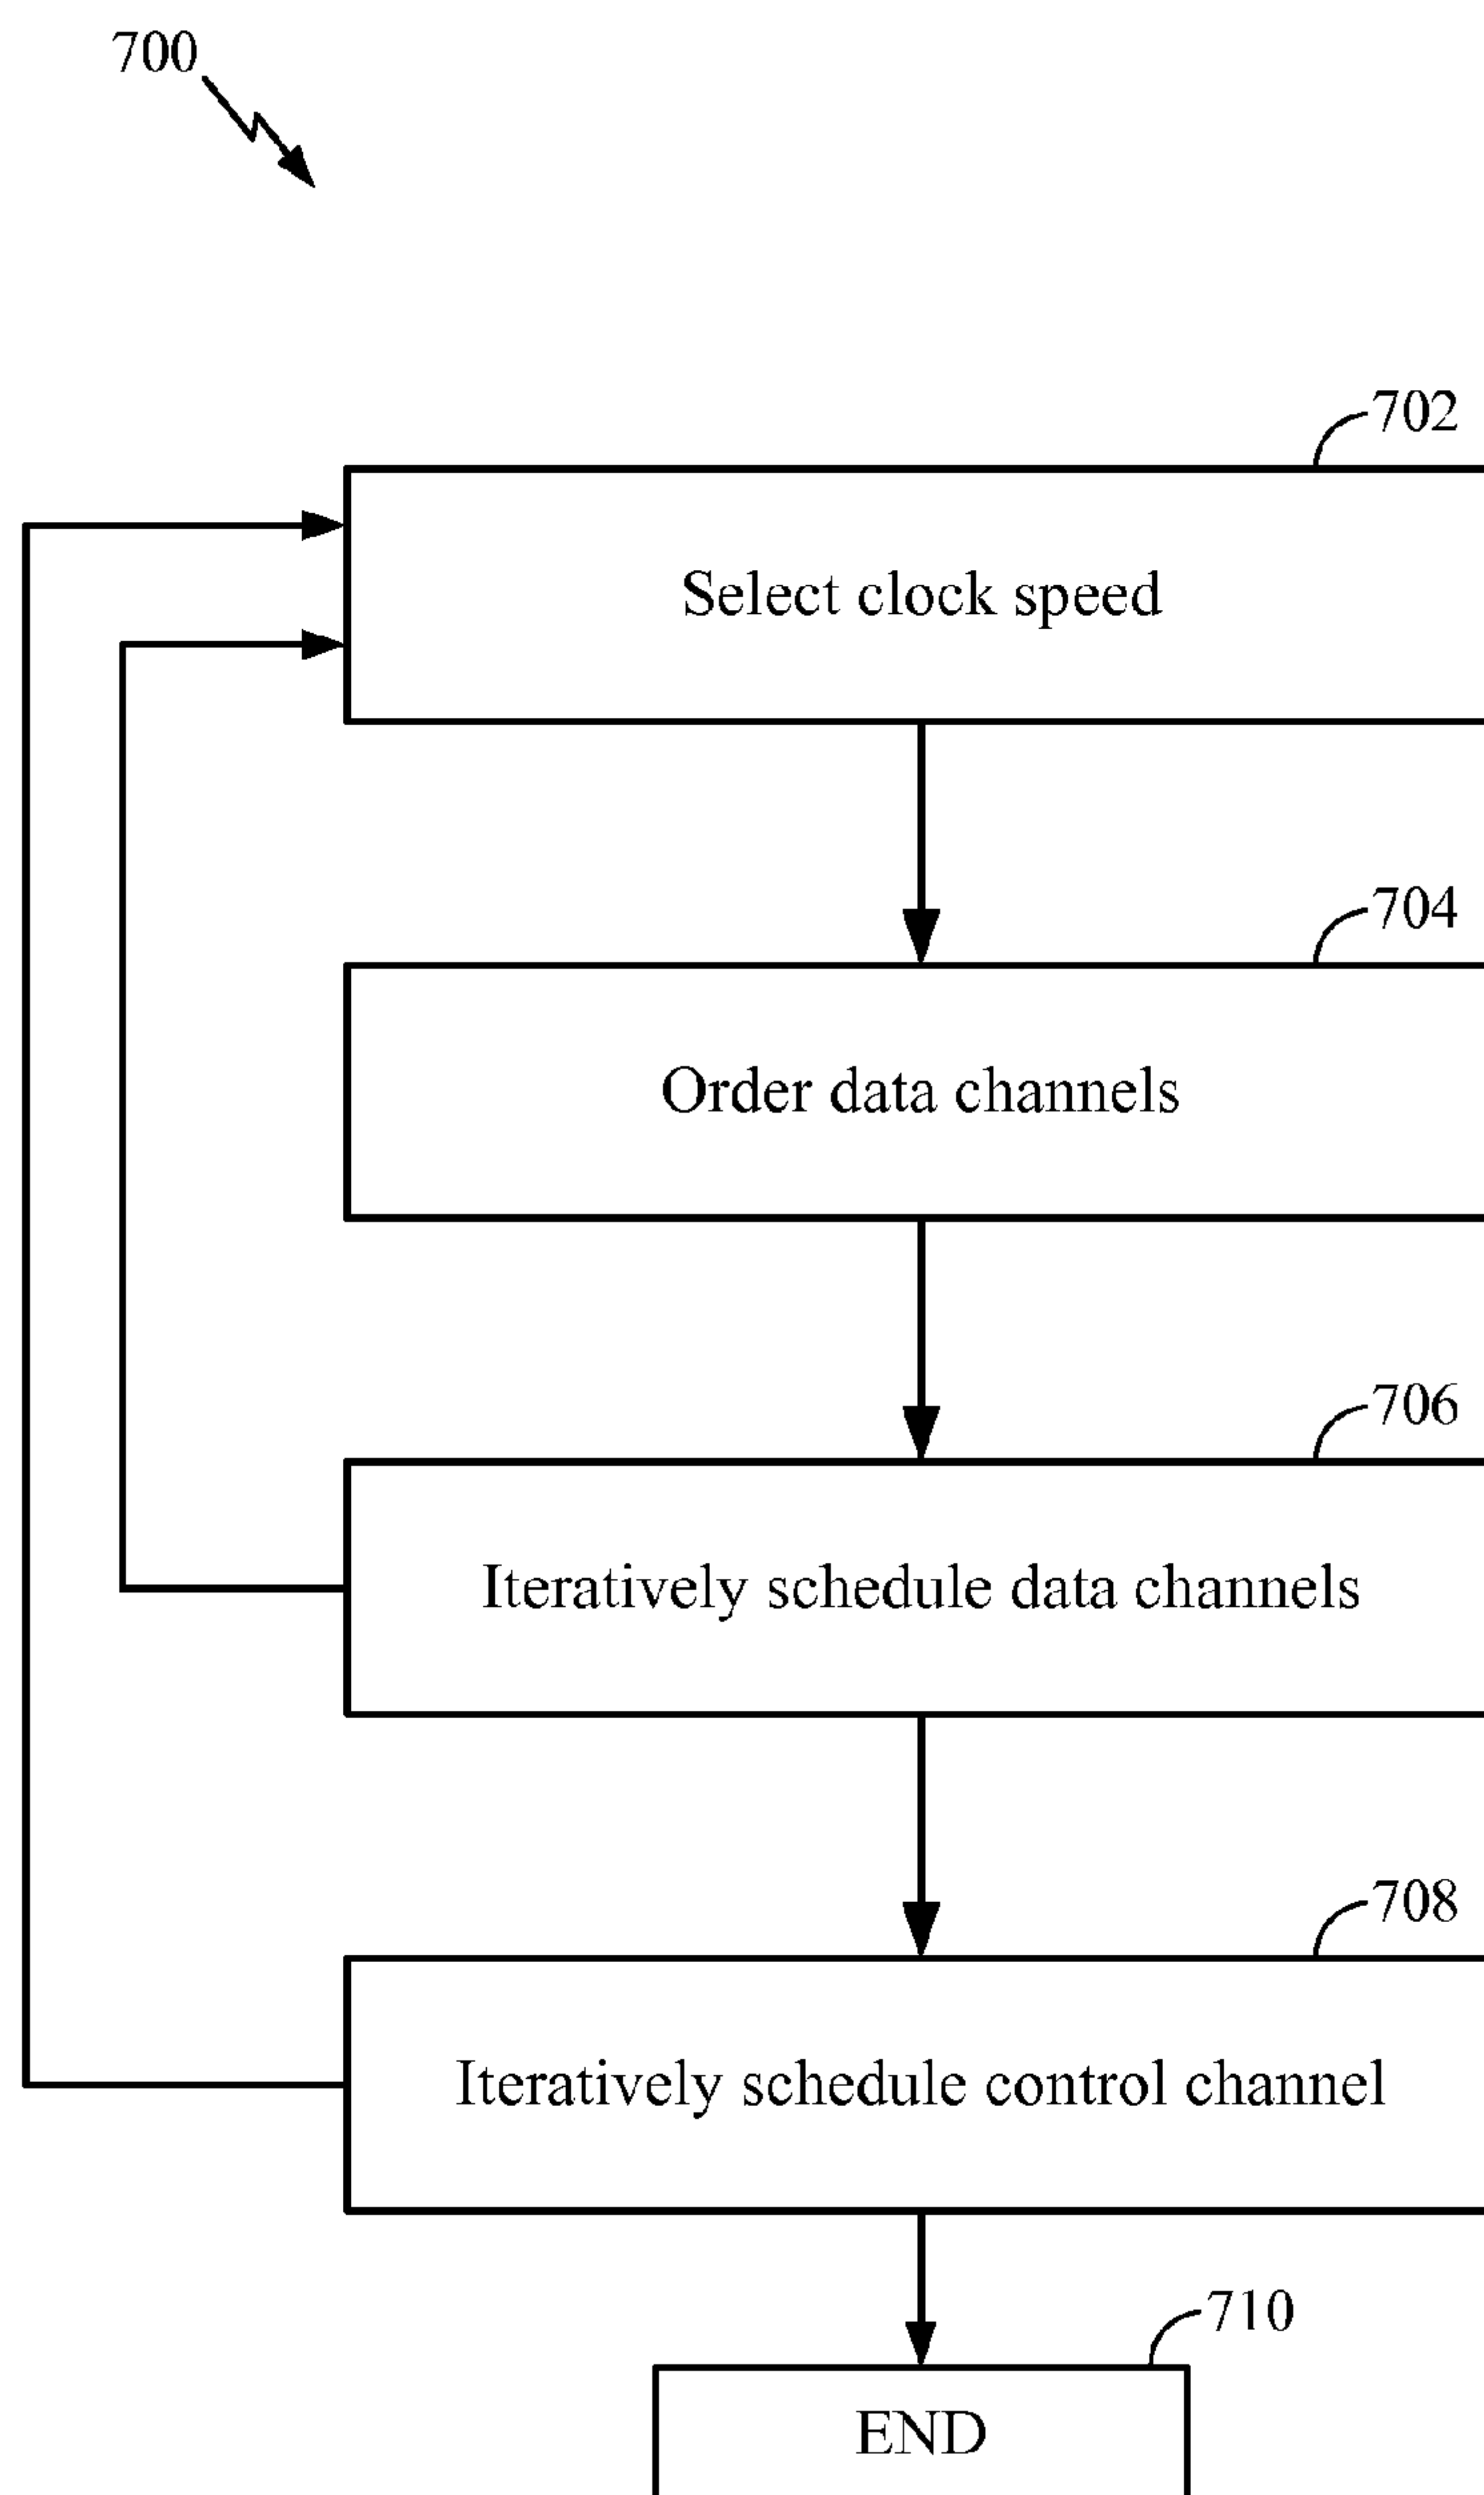 700
702
Select clock speed
704
Order data channels
706
Iteratively schedule data channels
708
Iteratively schedule control channel
710
END